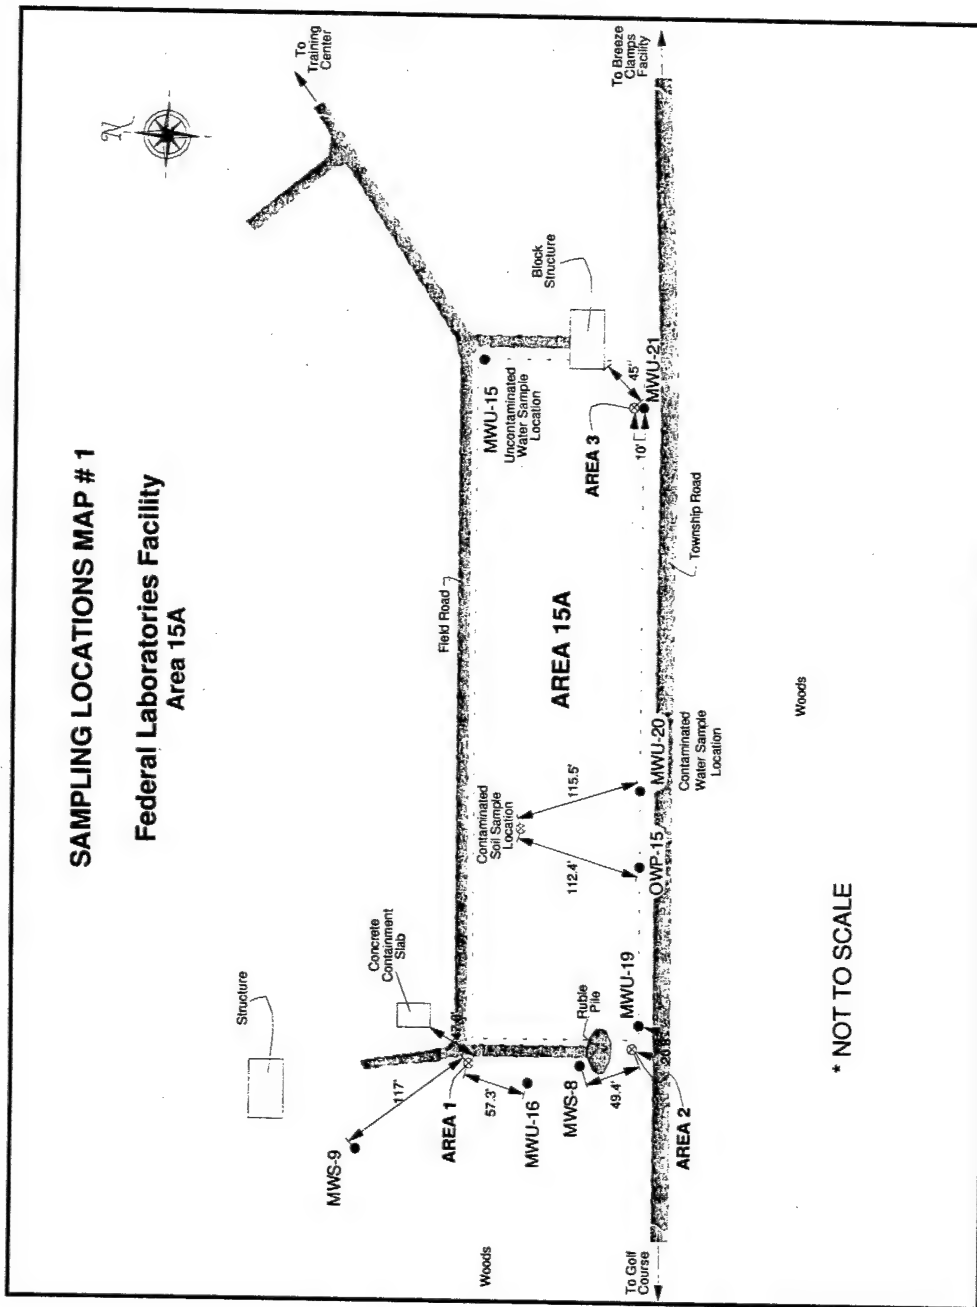 SAMPLING LOCATIONS MAP # 1
Federal Laboratories Facility
Area 15A
N
To
Training
Center
Structure
Concrete
Containment
Slab
Field Road
MWS-9
117'
AREA 1
57.3'
MWU-16
MWS-8
49.4'
Ruble
Pile
MWU-19
AREA 2
Contaminated
Soil Sample
Location
112.4'
115.5'
OWP-15
MWU-20
Contaminated
Water Sample
Location
AREA 15A
MWU-15
Uncontaminated
Water Sample
Location
Block
Structure
AREA 3
45'
10'
MWU-21
Township Road
Woods
Woods
To Golf
Course
To Breeze
Clamps
Facility
* NOT TO SCALE